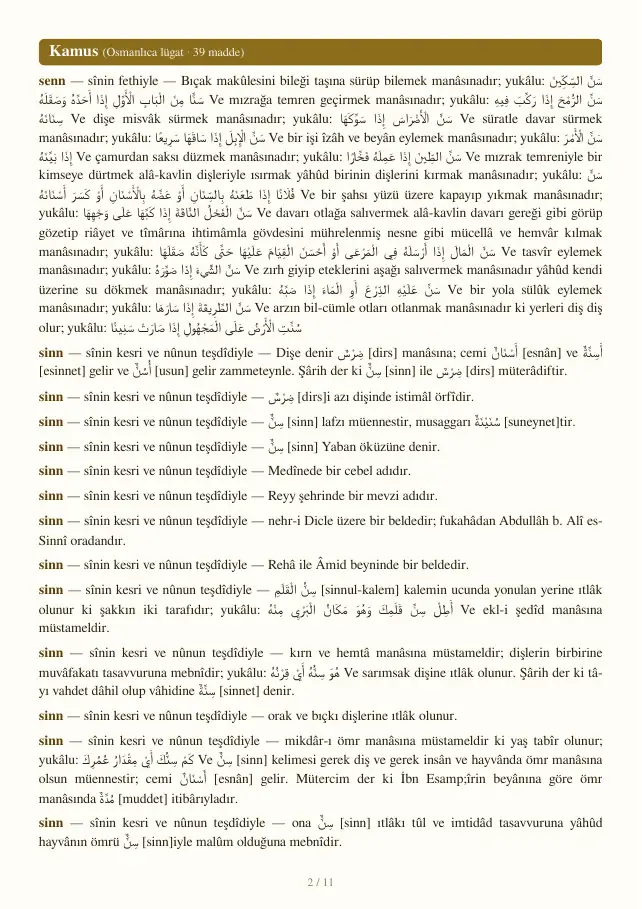 Kamus (Osmanlıca lügat · 39 madde)
senn — sînin fethiyle — Bıçak makûlesini bileği taşına sürüp bilemek manâsınadır; yukâlu: سَنَّ السِّكِّينَ
سَنًّا مِنَ الْبَابِ الْأَوَّلِ إِذَا أَحَدَّهُ وَصَقَلَهُ Ve mızrağa temren geçirmek manâsınadır; yukâlu: سَنَّ الرُّمْحَ إِذَا رَكَّبَ فِيهِ
سِنَانَهُ Ve dişe misvâk sürmek manâsınadır; yukâlu: سَنَّ الْأَضْرَاسَ إِذَا سَوَّكَهَا Ve süratle davar sürmek
manâsınadır; yukâlu: سَنَّ الْإِبِلَ إِذَا سَاقَهَا سَرِيعًا Ve bir işi îzâh ve beyân eylemek manâsınadır; yukâlu: سَنَّ الْأَمْرَ
إِذَا بَيَّنَهُ Ve çamurdan saksı düzmek manâsınadır; yukâlu: سَنَّ الطِّينَ إِذَا عَمِلَهُ فَخَّارًا Ve mızrak temreniyle bir
kimseye dürtmek alâ-kavlin dişleriyle ısırmak yâhûd birinin dişlerini kırmak manâsınadır; yukâlu: سَنَّ
فُلَانًا إِذَا طَعَنَهُ بِالسِّنَانِ أَوْ عَضَّهُ بِالْأَسْنَانِ أَوْ كَسَرَ أَسْنَانَهُ Ve bir şahsı yüzü üzere kapayıp yıkmak manâsınadır;
yukâlu: سَنَّ الْفَحْلُ النَّاقَةَ إِذَا كَبَّهَا عَلَى وَجْهِهَا Ve davarı otlağa salıvermek alâ-kavlin davarı gereği gibi görüp
gözetip riâyet ve tîmârına ihtimâmla gövdesini mührelenmiş nesne gibi mücellâ ve hemvâr kılmak
manâsınadır; yukâlu: سَنَّ الْمَالَ إِذَا أَرْسَلَهُ فِي الْمَرْعَى أَوْ أَحْسَنَ الْقِيَامَ عَلَيْهَا حَتَّى كَأَنَّهُ صَقَلَهَا Ve tasvîr eylemek
manâsınadır; yukâlu: سَنَّ الشَّيْءَ إِذَا صَوَّرَهُ Ve zırh giyip eteklerini aşağı salıvermek manâsınadır yâhûd kendi
üzerine su dökmek manâsınadır; yukâlu: سَنَّ عَلَيْهِ الدِّرْعَ أَوِ الْمَاءَ إِذَا صَبَّهُ Ve bir yola sülûk eylemek
manâsınadır; yukâlu: سَنَّ الطَّرِيقَةَ إِذَا سَارَهَا Ve arzın bil-cümle otları otlanmak manâsınadır ki yerleri diş diş
olur; yukâlu: سُنَّتِ الْأَرْضُ عَلَى الْمَجْهُولِ إِذَا صَارَتْ سَنِينًا
sinn — sînin kesri ve nûnun teşdîdiyle — Dişe denir ضِرْسٌ [dirs] manâsına; cemi أَسْنَانٌ [esnân] ve أَسِنَّةٌ
[esinnet] gelir ve أَسُنٌّ [usun] gelir zammeteynle. Şârih der ki سِنٌّ [sinn] ile ضِرْسٌ [dirs] müterâdiftir.
sinn — sînin kesri ve nûnun teşdîdiyle — ضِرْسٌ [dirs]i azı dişinde istimâl örfîdir.
sinn — sînin kesri ve nûnun teşdîdiyle — سِنٌّ [sinn] lafzı müennestir, musaggarı سُنَيْنَةٌ [suneynet]tir.
sinn — sînin kesri ve nûnun teşdîdiyle — سِنٌّ [sinn] Yaban öküzüne denir.
sinn — sînin kesri ve nûnun teşdîdiyle — Medînede bir cebel adıdır.
sinn — sînin kesri ve nûnun teşdîdiyle — Reyy şehrinde bir mevzi adıdır.
sinn — sînin kesri ve nûnun teşdîdiyle — nehr-i Dicle üzere bir beldedir; fukahâdan Abdullâh b. Alî es-
Sinnî oradandır.
sinn — sînin kesri ve nûnun teşdîdiyle — Rehâ ile Âmid beyninde bir beldedir.
sinn — sînin kesri ve nûnun teşdîdiyle — سِنُّ الْقَلَمِ [sinnul-kalem] kalemin ucunda yonulan yerine ıtlâk
olunur ki şakkın iki tarafıdır; yukâlu: أَطِلْ سِنَّ قَلَمِكَ وَهُوَ مَكَانُ الْبَرْيِ مِنْهُ Ve ekl-i şedîd manâsına
müstameldir.
sinn — sînin kesri ve nûnun teşdîdiyle — kırn ve hemtâ manâsına müstameldir; dişlerin birbirine
muvâfakatı tasavvuruna mebnîdir; yukâlu: هُوَ سِنُّهُ أَيْ قِرْنُهُ Ve sarımsak dişine ıtlâk olunur. Şârih der ki tâ-
yı vahdet dâhil olup vâhidine سِنَّةٌ [sinnet] denir.
sinn — sînin kesri ve nûnun teşdîdiyle — orak ve bıçkı dişlerine ıtlâk olunur.
sinn — sînin kesri ve nûnun teşdîdiyle — mikdâr-ı ömr manâsına müstameldir ki yaş tabîr olunur;
yukâlu: كَمْ سِنُّكَ أَيْ مِقْدَارُ عُمُرِكَ Ve سِنٌّ [sinn] kelimesi gerek diş ve gerek insân ve hayvânda ömr manâsına
olsun müennestir; cemi أَسْنَانٌ [esnân] gelir. Mütercim der ki İbn Esamp;îrin beyânına göre ömr
manâsında مُدَّةٌ [muddet] itibârıyladır.
sinn — sînin kesri ve nûnun teşdîdiyle — ona سِنٌّ [sinn] ıtlâkı tûl ve imtidâd tasavvuruna yâhûd
hayvânın ömrü سِنٌّ [sinn]iyle malûm olduğuna mebnîdir.
2 / 11